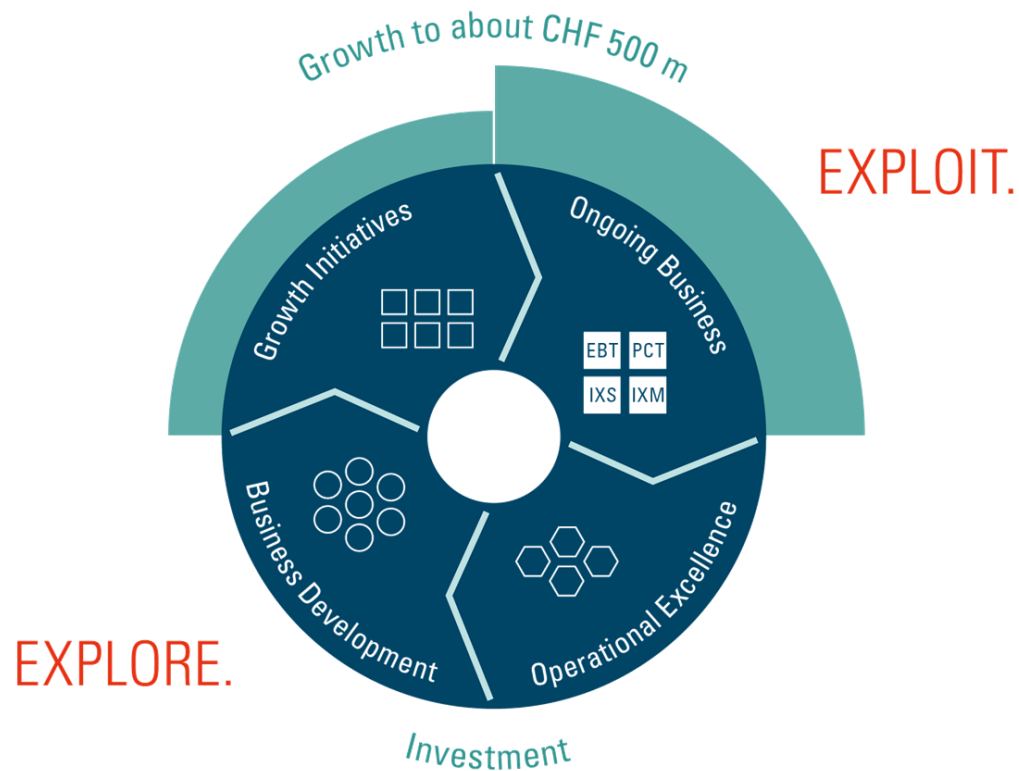 Growth to about CHF 500 m
EXPLOIT.
Growth Initiatives
Ongoing Business
EBT PCT
IXS IXM
Business Development
Operational Excellence
EXPLORE.
Investment